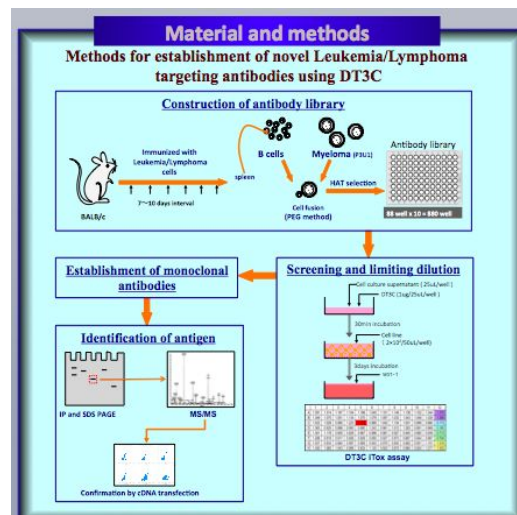 Material and methods
Methods for establishment of novel Leukemia/Lymphoma
targeting antibodies using DT3C
Construction of antibody library
Immunized with
Leukemia/Lymphoma
cells
7～10 days interval
BALB/c
spleen
B cells
Myeloma (P3U1)
Cell fusion
(PEG method)
HAT selection
Antibody library
88 well x 10 = 880 well
Establishment of monoclonal
antibodies
Screening and limiting dilution
Cell culture supernatant ( 25uL/well )
DT3C (1ug/25uL/well)
30min incubation
Cell line
3days incubation
WST-1
DT3C iTox assay
Identification of antigen
IP and SDS PAGE
MS/MS
Confirmation by cDNA transfection